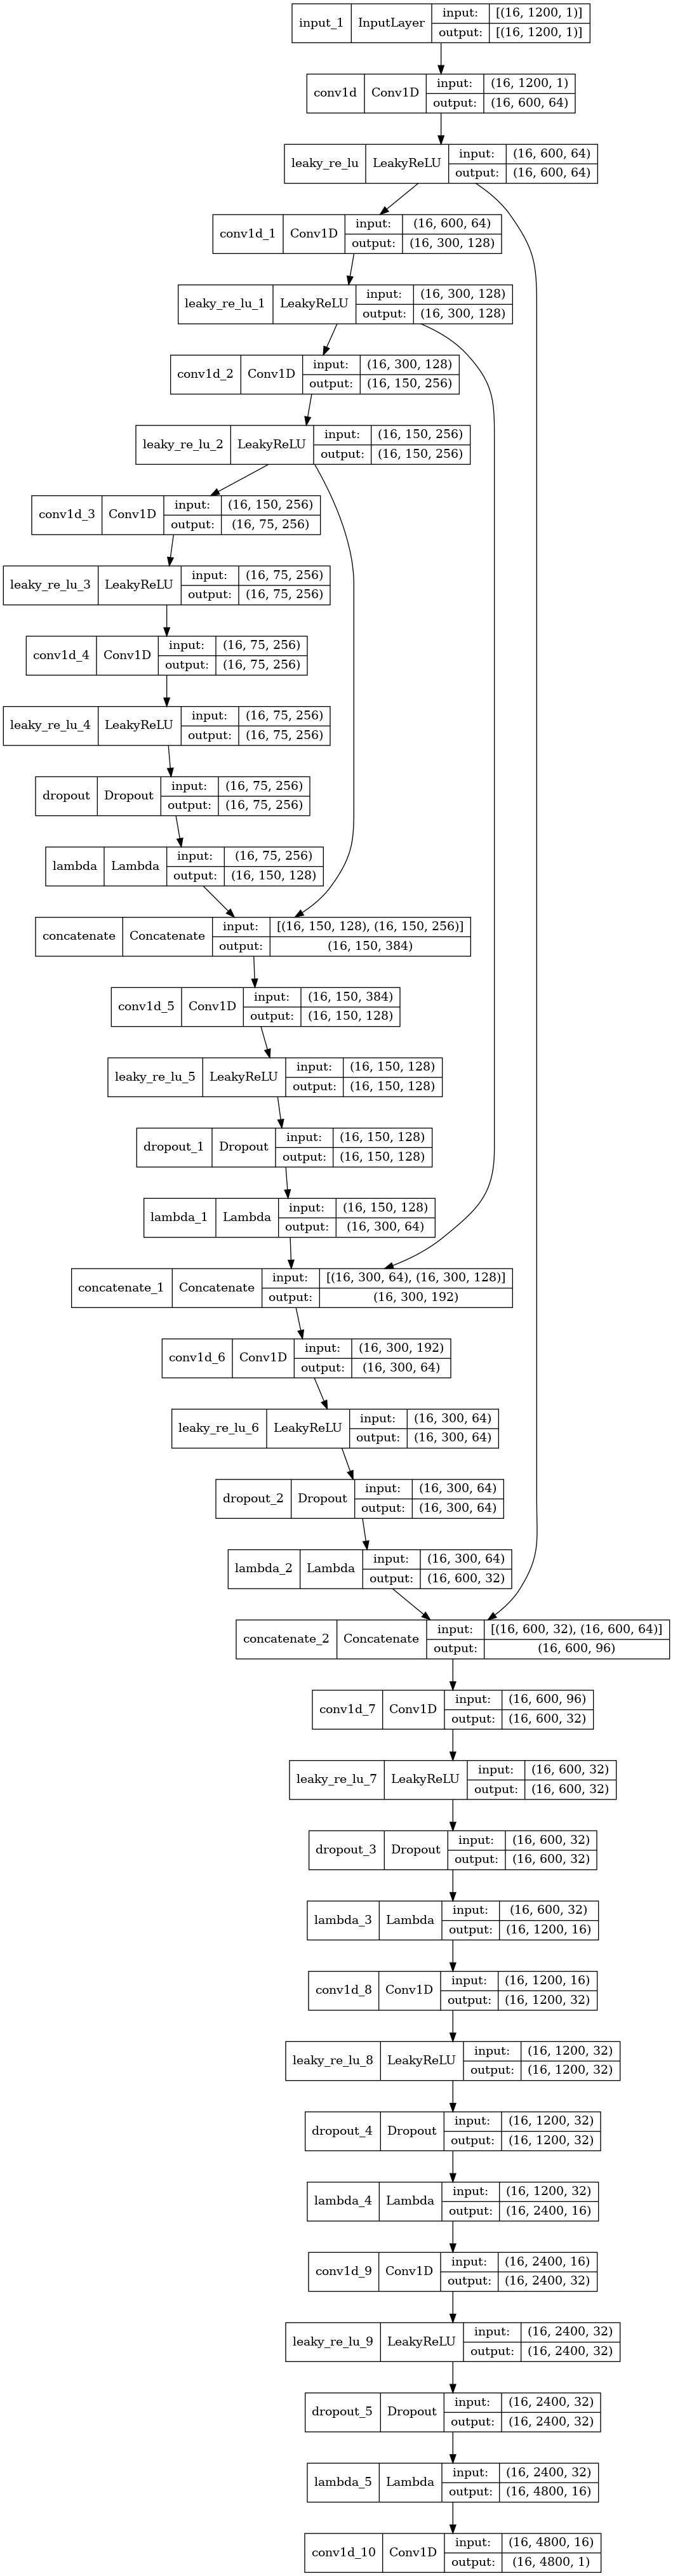 input_1 InputLayer input: [(16, 1200, 1)]
output: [(16, 1200, 1)]
conv1d Conv1D input: (16, 1200, 1)
output: (16, 600, 64)
leaky_re_lu LeakyReLU input: (16, 600, 64)
output: (16, 600, 64)
conv1d_1 Conv1D input: (16, 600, 64)
output: (16, 300, 128)
leaky_re_lu_1 LeakyReLU input: (16, 300, 128)
output: (16, 300, 128)
conv1d_2 Conv1D input: (16, 300, 128)
output: (16, 150, 256)
leaky_re_lu_2 LeakyReLU input: (16, 150, 256)
output: (16, 150, 256)
conv1d_3 Conv1D input: (16, 150, 256)
output: (16, 75, 256)
leaky_re_lu_3 LeakyReLU input: (16, 75, 256)
output: (16, 75, 256)
conv1d_4 Conv1D input: (16, 75, 256)
output: (16, 75, 256)
leaky_re_lu_4 LeakyReLU input: (16, 75, 256)
output: (16, 75, 256)
dropout Dropout input: (16, 75, 256)
output: (16, 75, 256)
lambda Lambda input: (16, 75, 256)
output: (16, 150, 128)
concatenate Concatenate input: [(16, 150, 128), (16, 150, 256)]
output: (16, 150, 384)
conv1d_5 Conv1D input: (16, 150, 384)
output: (16, 150, 128)
leaky_re_lu_5 LeakyReLU input: (16, 150, 128)
output: (16, 150, 128)
dropout_1 Dropout input: (16, 150, 128)
output: (16, 150, 128)
lambda_1 Lambda input: (16, 150, 128)
output: (16, 300, 64)
concatenate_1 Concatenate input: [(16, 300, 64), (16, 300, 128)]
output: (16, 300, 192)
conv1d_6 Conv1D input: (16, 300, 192)
output: (16, 300, 64)
leaky_re_lu_6 LeakyReLU input: (16, 300, 64)
output: (16, 300, 64)
dropout_2 Dropout input: (16, 300, 64)
output: (16, 300, 64)
lambda_2 Lambda input: (16, 300, 64)
output: (16, 600, 32)
concatenate_2 Concatenate input: [(16, 600, 32), (16, 600, 64)]
output: (16, 600, 96)
conv1d_7 Conv1D input: (16, 600, 96)
output: (16, 600, 32)
leaky_re_lu_7 LeakyReLU input: (16, 600, 32)
output: (16, 600, 32)
dropout_3 Dropout input: (16, 600, 32)
output: (16, 600, 32)
lambda_3 Lambda input: (16, 600, 32)
output: (16, 1200, 16)
conv1d_8 Conv1D input: (16, 1200, 16)
output: (16, 1200, 32)
leaky_re_lu_8 LeakyReLU input: (16, 1200, 32)
output: (16, 1200, 32)
dropout_4 Dropout input: (16, 1200, 32)
output: (16, 1200, 32)
lambda_4 Lambda input: (16, 1200, 32)
output: (16, 2400, 16)
conv1d_9 Conv1D input: (16, 2400, 16)
output: (16, 2400, 32)
leaky_re_lu_9 LeakyReLU input: (16, 2400, 32)
output: (16, 2400, 32)
dropout_5 Dropout input: (16, 2400, 32)
output: (16, 2400, 32)
lambda_5 Lambda input: (16, 2400, 32)
output: (16, 4800, 16)
conv1d_10 Conv1D input: (16, 4800, 16)
output: (16, 4800, 1)